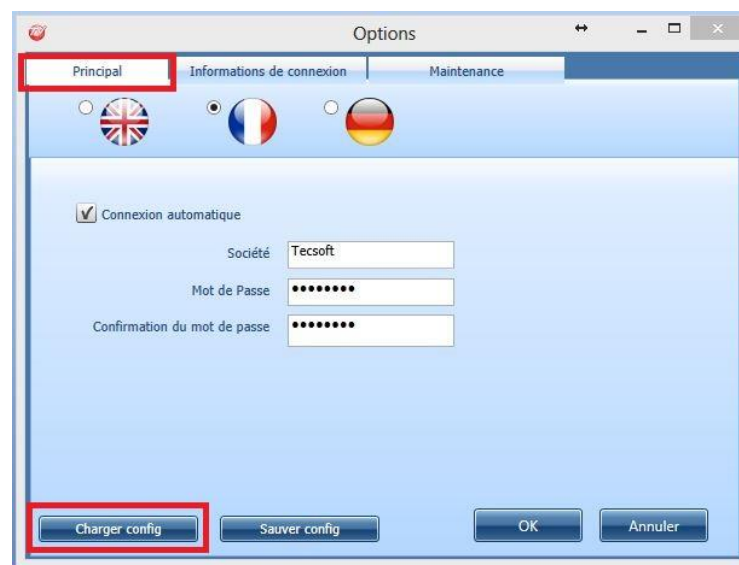 Options
Principal Informations de connexion Maintenance
Connexion automatique
Société Tecsoft
Mot de Passe ••••••••
Confirmation du mot de passe ••••••••
Charger config Sauver config OK Annuler